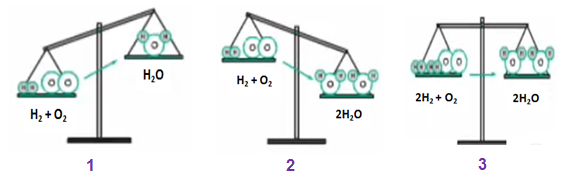 H H O O
H O H
H₂ + O₂
H₂O
1
H H O O
H O H H O H
H₂ + O₂
2H₂O
2
H H H H O O
H O H H O H
2H₂ + O₂
2H₂O
3